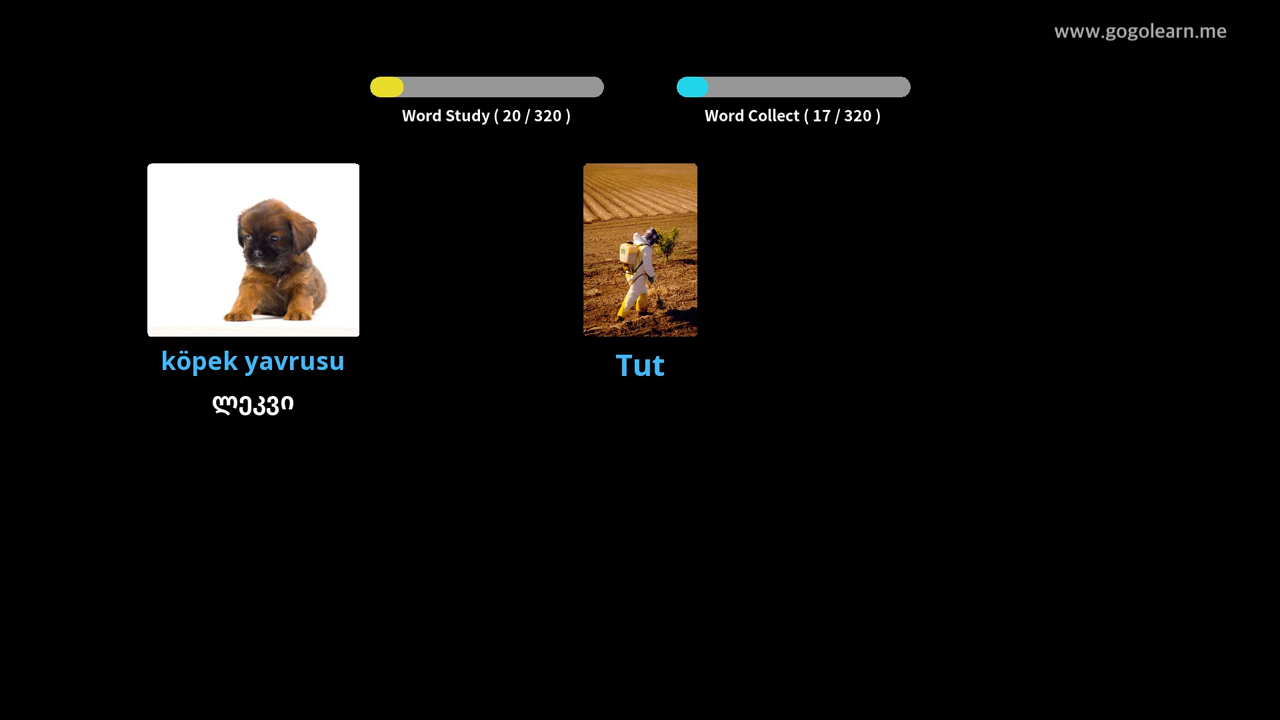 www.gogolearn.me
Word Study ( 20 / 320 )
Word Collect ( 17 / 320 )
köpek yavrusu
ლეკვი
Tut